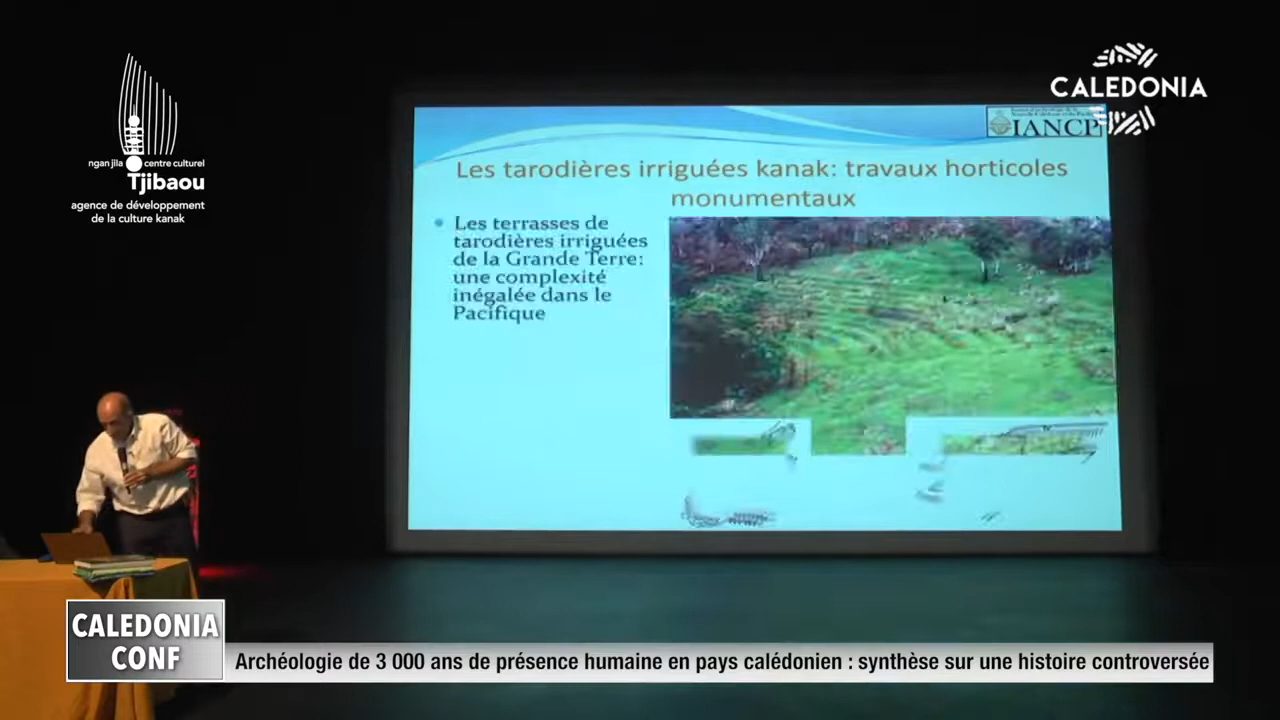 ngan jila centre culturel
Tjibaou
agence de développement
de la culture kanak
CALEDONIA
IANCP
Les tarodières irriguées kanak: travaux horticoles
monumentaux
Les terrasses de
tarodières irriguées
de la Grande Terre:
une complexité
inégalée dans le
Pacifique
CALEDONIA
CONF
Archéologie de 3 000 ans de présence humaine en pays calédonien : synthèse sur une histoire controversée